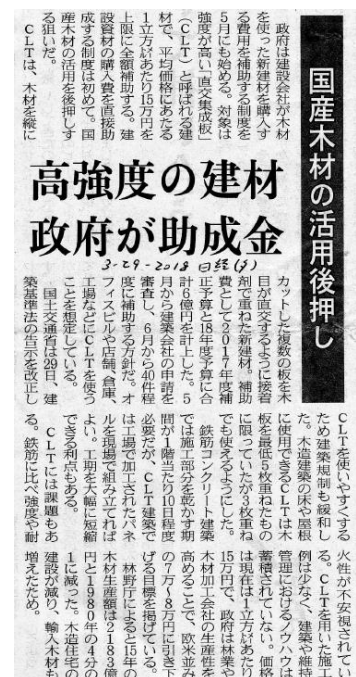 国産木材の活用後押し
高強度の建材
政府が助成金
3-29-2018 日経(夕)
政府は建設会社が木材
を使った新建材を購入す
る費用を補助する制度を
5月にも始める。対象は
強度が高い「直交集成板」
(CLT)と呼ばれる建
材で、平均価格にあたる
1立方㍍あたり15万円を
上限に全額補助する。建
設資材の購入費を直接助
成する制度は初めて。国
産木材の活用を後押しす
る狙いだ。
CLTは、木材を縦に
カットした複数の板を木
目が直交するように接着
剤で重ねた新建材。補助
費として2017年度補
正予算と18年度予算に合
計6億円を計上した。5
月から建築会社の申請を
審査し、6月から40件程
度に補助する方針だ。オ
フィスビルや店舗、倉庫、
工場などにCLTを使う
ことを想定している。
国土交通省は29日、建
築基準法の告示を改正し
CLTを使いやすくする
ため建築規制も緩和し
た。木造建築の床や屋根
に使用できるCLTは木
板を最低5枚重ねたもの
に限っていたが3枚重ね
でも使えるようにした。
鉄筋コンクリート建築
では施工部分を乾かす期
間が1階当たり10日程度
必要だが、CLT建築で
は工場で加工されたパネ
ルを現場で組み立てれば
よい。工期を大幅に短縮
できる利点もある。
CLTには課題もあ
る。鉄筋に比べ強度や耐
火性が不安視されてい
る。CLTを用いた施工
例は少なく、建築や維持
管理におけるノウハウは
蓄積されていない。価格
は現在は1立方㍍あたり
15万円で、政府は林業や
木材加工会社の生産性を
高めることで、欧米並み
の7万〜8万円に引き下
げる目標を掲げている。
林野庁によると15年の
木材生産額は2183億
円と1980年の4分の
1に減った。木造住宅の
建設が減り、輸入木材も
増えたため。